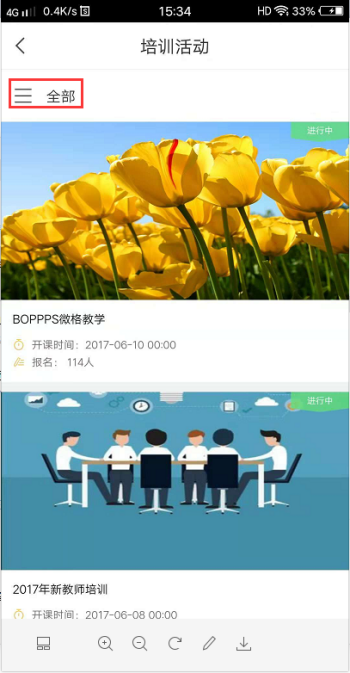 4G 0.4K/s S 15:34 HD 33%
培训活动
全部
进行中
BOPPPS微格教学
开课时间：2017-06-10 00:00
报名： 114人
进行中
2017年新教师培训
开课时间：2017-06-08 00:00